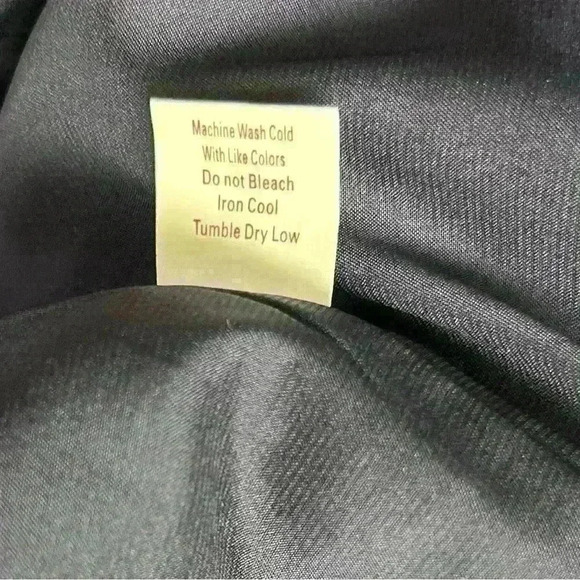 Machine Wash Cold
With Like Colors
Do not Bleach
Iron Cool
Tumble Dry Low